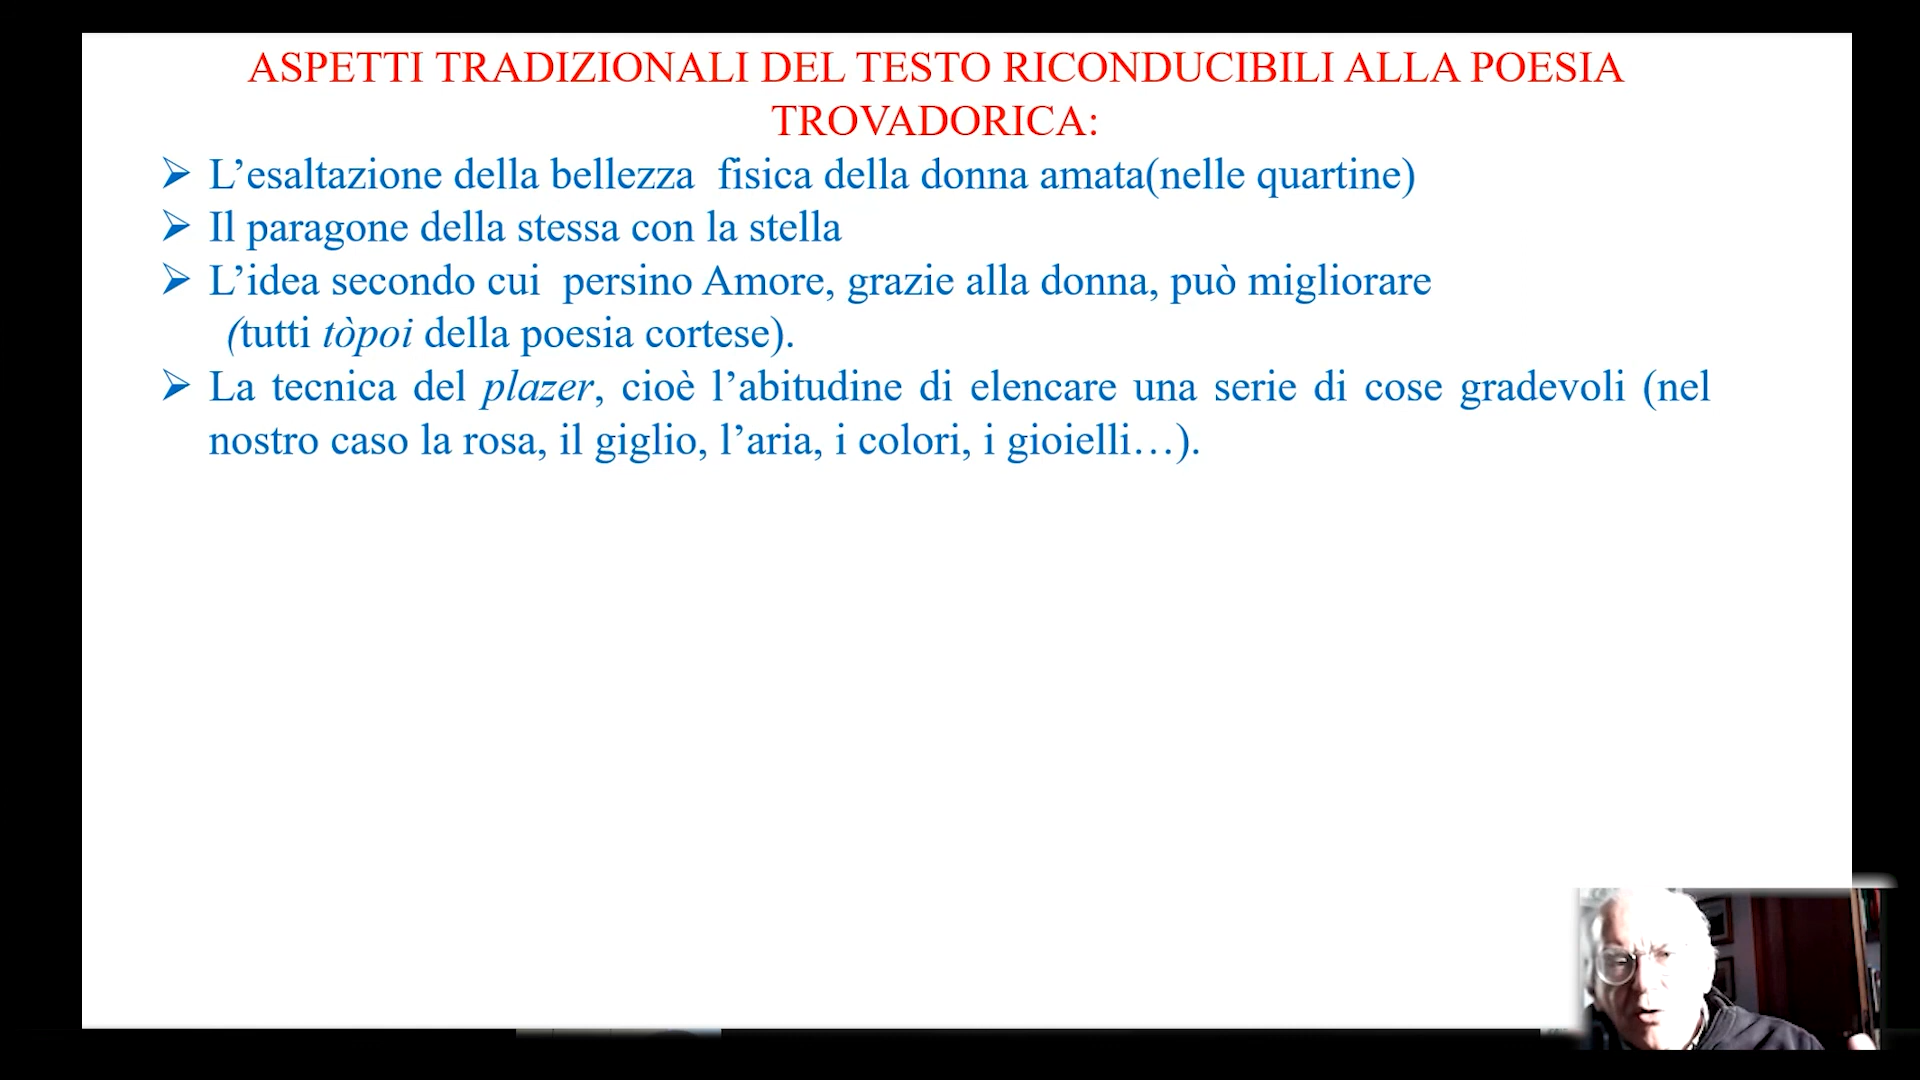 ASPETTI TRADIZIONALI DEL TESTO RICONDUCIBILI ALLA POESIA
TROVADORICA:
➢ L’esaltazione della bellezza  fisica della donna amata(nelle quartine)
➢ Il paragone della stessa con la stella
➢ L’idea secondo cui  persino Amore, grazie alla donna, può migliorare
(tutti tòpoi della poesia cortese).
➢ La tecnica del plazer, cioè l’abitudine di elencare una serie di cose gradevoli (nel
nostro caso la rosa, il giglio, l’aria, i colori, i gioielli…).